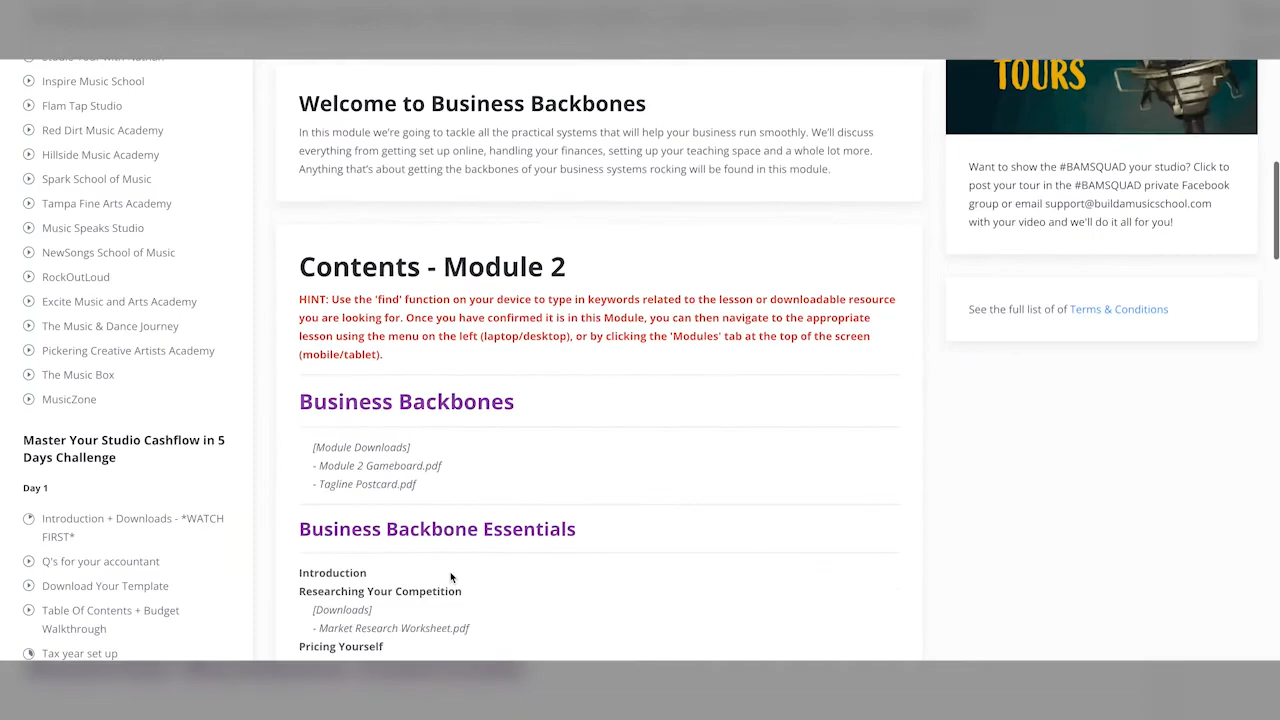 Inspire Music School
Flam Tap Studio
Red Dirt Music Academy
Hillside Music Academy
Spark School of Music
Tampa Fine Arts Academy
Music Speaks Studio
NewSongs School of Music
RockOutLoud
Excite Music and Arts Academy
The Music & Dance Journey
Pickering Creative Artists Academy
The Music Box
MusicZone
Master Your Studio Cashflow in 5
Days Challenge
Day 1
Introduction + Downloads - *WATCH
FIRST*
Q's for your accountant
Download Your Template
Table Of Contents + Budget
Walkthrough
Tax year set up
Welcome to Business Backbones
In this module we're going to tackle all the practical systems that will help your business run smoothly. We'll discuss
everything from getting set up online, handling your finances, setting up your teaching space and a whole lot more.
Anything that's about getting the backbones of your business systems rocking will be found in this module.
Contents - Module 2
HINT: Use the 'find' function on your device to type in keywords related to the lesson or downloadable resource
you are looking for. Once you have confirmed it is in this Module, you can then navigate to the appropriate
lesson using the menu on the left (laptop/desktop), or by clicking the 'Modules' tab at the top of the screen
(mobile/tablet).
Business Backbones
[Module Downloads]
- Module 2 Gameboard.pdf
- Tagline Postcard.pdf
Business Backbone Essentials
Introduction
Researching Your Competition
[Downloads]
- Market Research Worksheet.pdf
Pricing Yourself
TOURS
Want to show the #BAMSQUAD your studio? Click to
post your tour in the #BAMSQUAD private Facebook
group or email support@buildamusicschool.com
with your video and we'll do it all for you!
See the full list of of Terms & Conditions